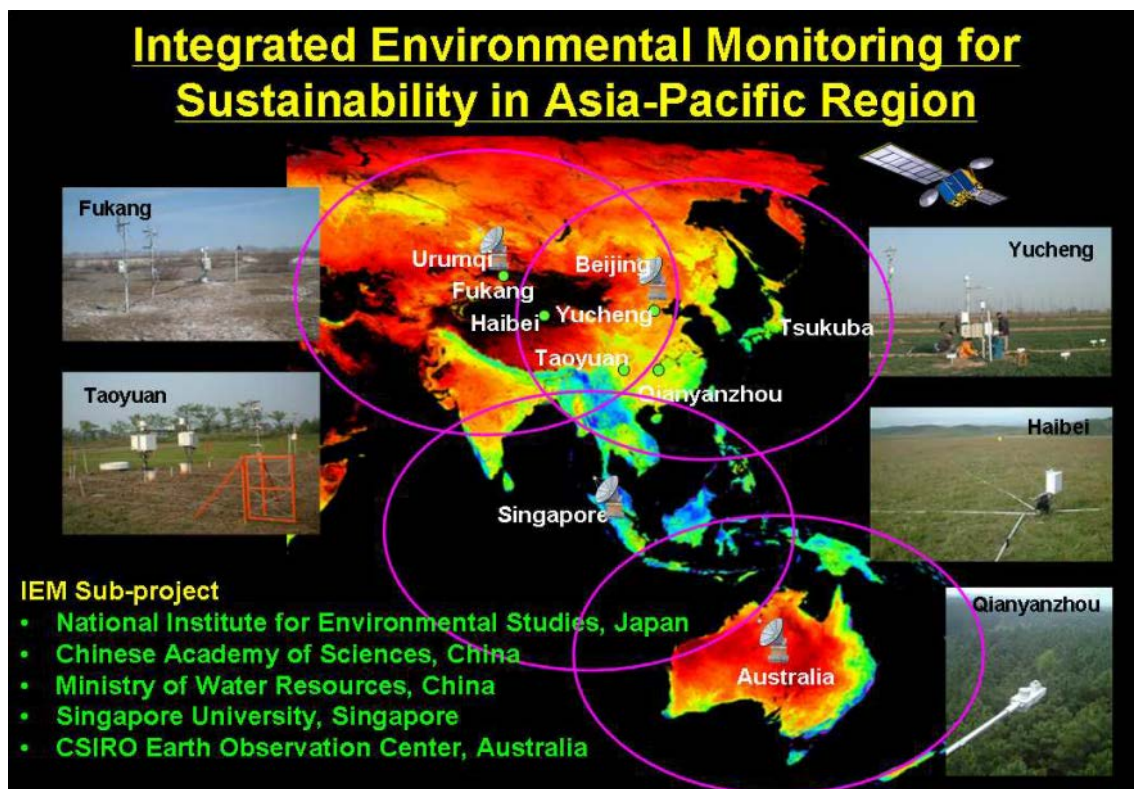 Integrated Environmental Monitoring for
Sustainability in Asia-Pacific Region
Fukang
Urumqi
Beijing
Yucheng
Fukang
Haibei
Yucheng
Tsukuba
Taoyuan
Taoyuan
Qianyanzhou
Haibei
Singapore
IEM Sub-project
• National Institute for Environmental Studies, Japan
• Chinese Academy of Sciences, China
• Ministry of Water Resources, China
• Singapore University, Singapore
• CSIRO Earth Observation Center, Australia
Australia
Qianyanzhou